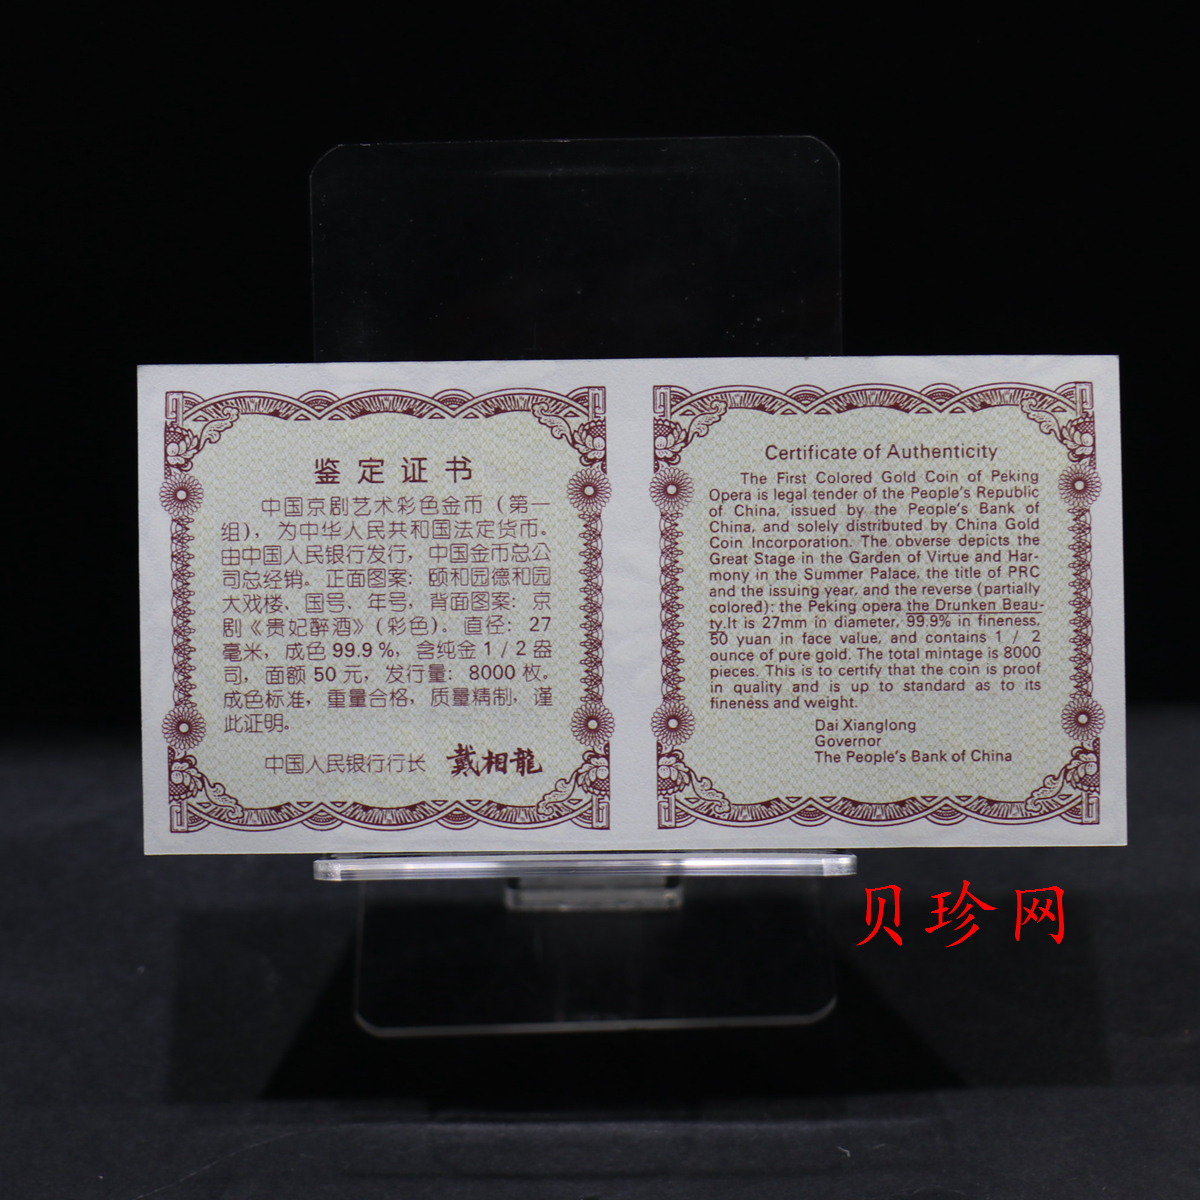 鉴定证书
中国京剧艺术彩色金币（第一
组），为中华人民共和国法定货币。
由中国人民银行发行，中国金币总公
司总经销。正面图案：颐和园德和园
大戏楼、国号、年号，背面图案：京
剧《贵妃醉酒》（彩色）。直径：27
毫米，成色99.9%，含纯金1/2盎
司，面额50元，发行量：8000枚。
成色标准，重量合格，质量精制，谨
此证明。
中国人民银行行长 戴相龍
Certificate of Authenticity
The First Colored Gold Coin of Peking
Opera is legal tender of the People's Republic
of China, issued by the People's Bank of
China, and solely distributed by China Gold
Coin Incorporation. The obverse depicts the
Great Stage in the Garden of Virtue and Har-
mony in the Summer Palace, the title of PRC
and the issuing year, and the reverse (partially
colored): the Peking opera the Drunken Beau-
ty.It is 27mm in diameter, 99.9% in fineness,
50 yuan in face value, and contains 1 / 2
ounce of pure gold. The total mintage is 8000
pieces. This is to certify that the coin is proof
in quality and is up to standard as to its
fineness and weight.
Dai Xianglong
Governor
The People's Bank of China
贝珍网